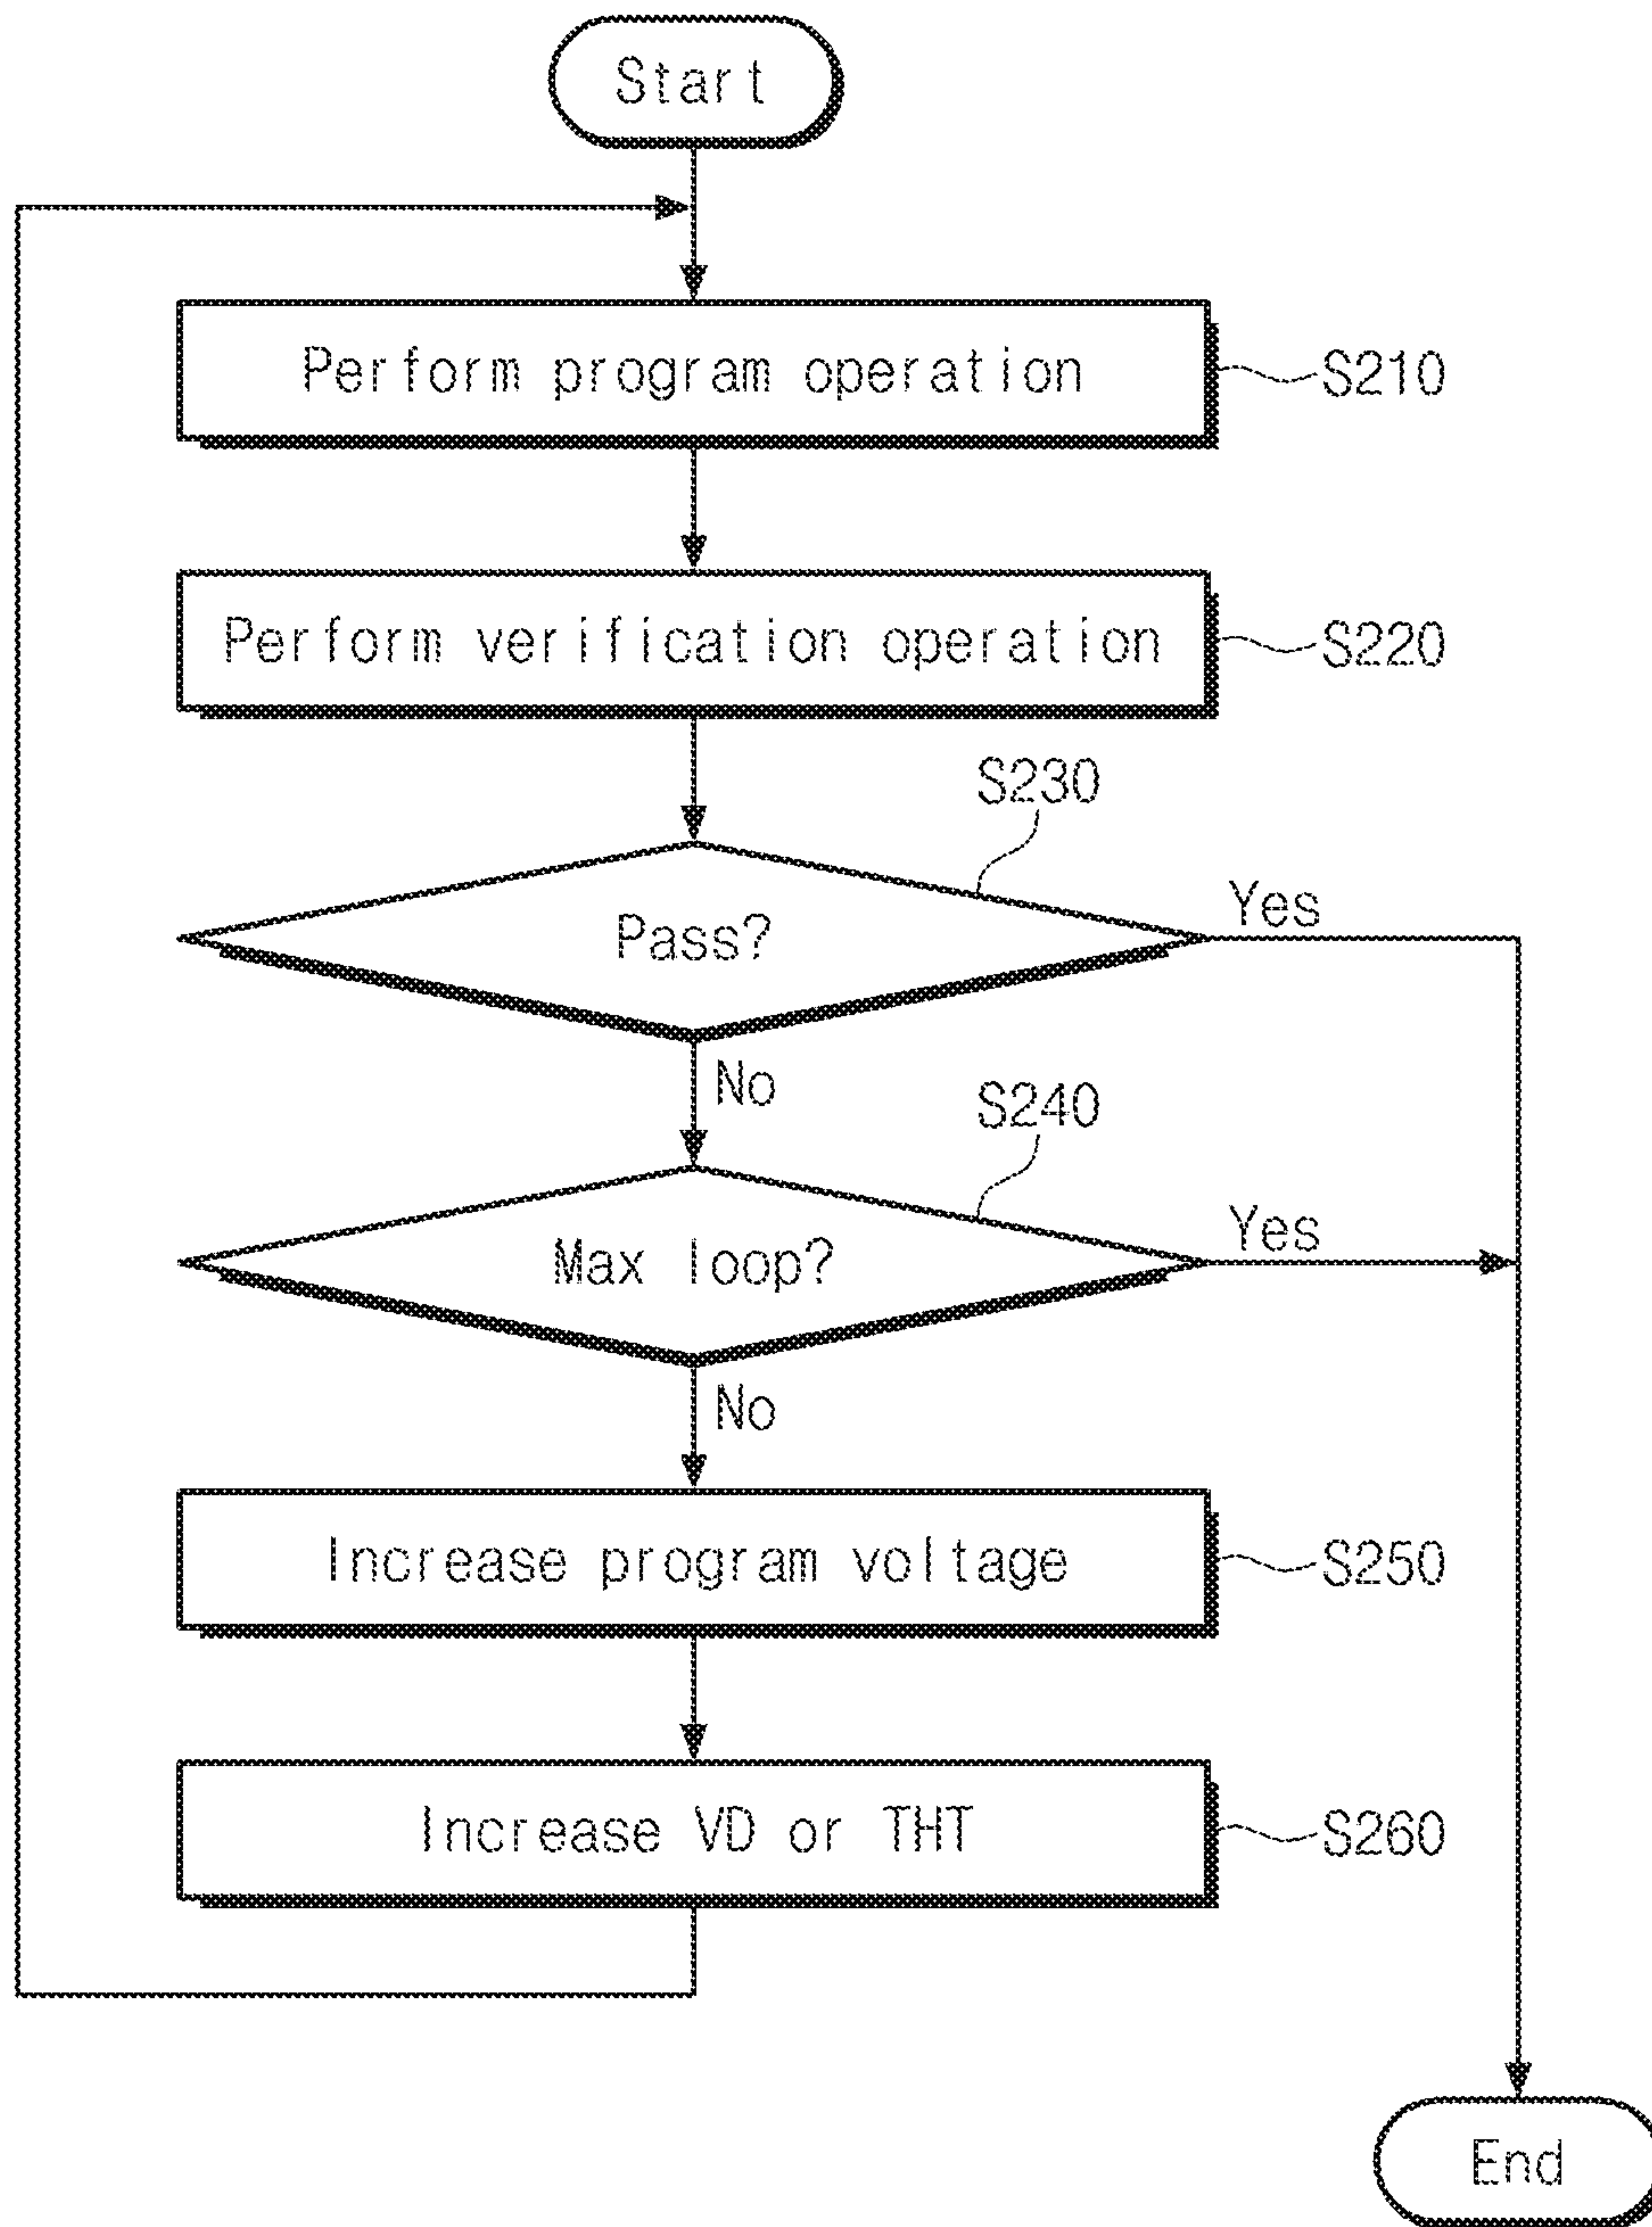 Start
Perform program operation
S210
Perform verification operation
S220
S230
Pass?
Yes
No
S240
Max loop?
Yes
No
Increase program voltage
S250
Increase VD or THT
S260
End